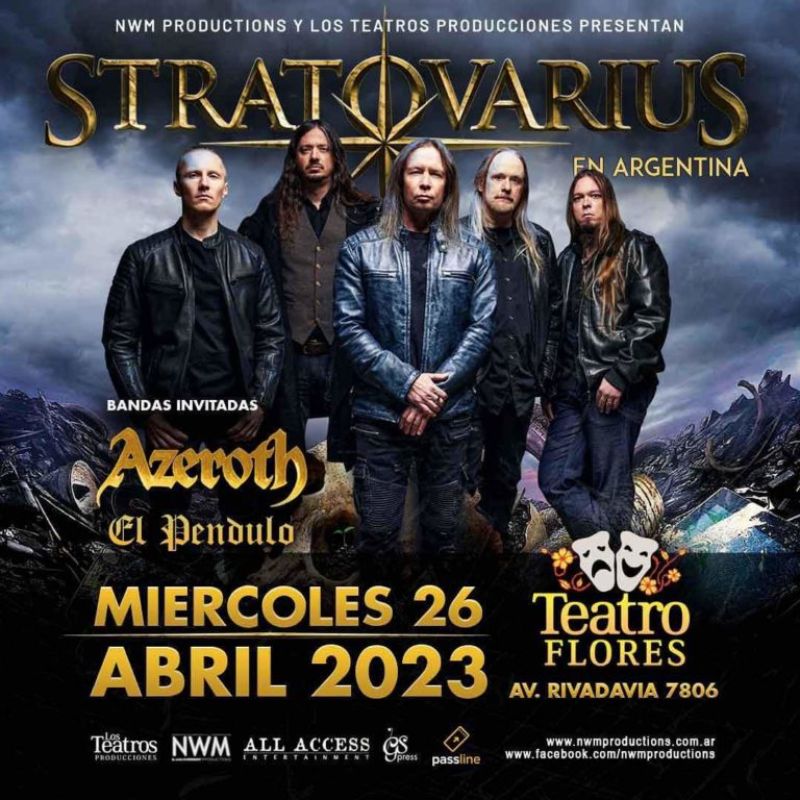 NWM PRODUCTIONS Y LOS TEATROS PRODUCCIONES PRESENTAN
STRATOVARIUS
EN ARGENTINA
BANDAS INVITADAS
Azeroth
El Pendulo
MIERCOLES 26
ABRIL 2023
Teatro
FLORES
AV. RIVADAVIA 7806
Los
Teatros
PRODUCCIONES
NWM
ALL ACCESS
ENTERTAINMENT
press
passline
www.nwmproductions.com.ar
www.facebook.com/nwmproductions